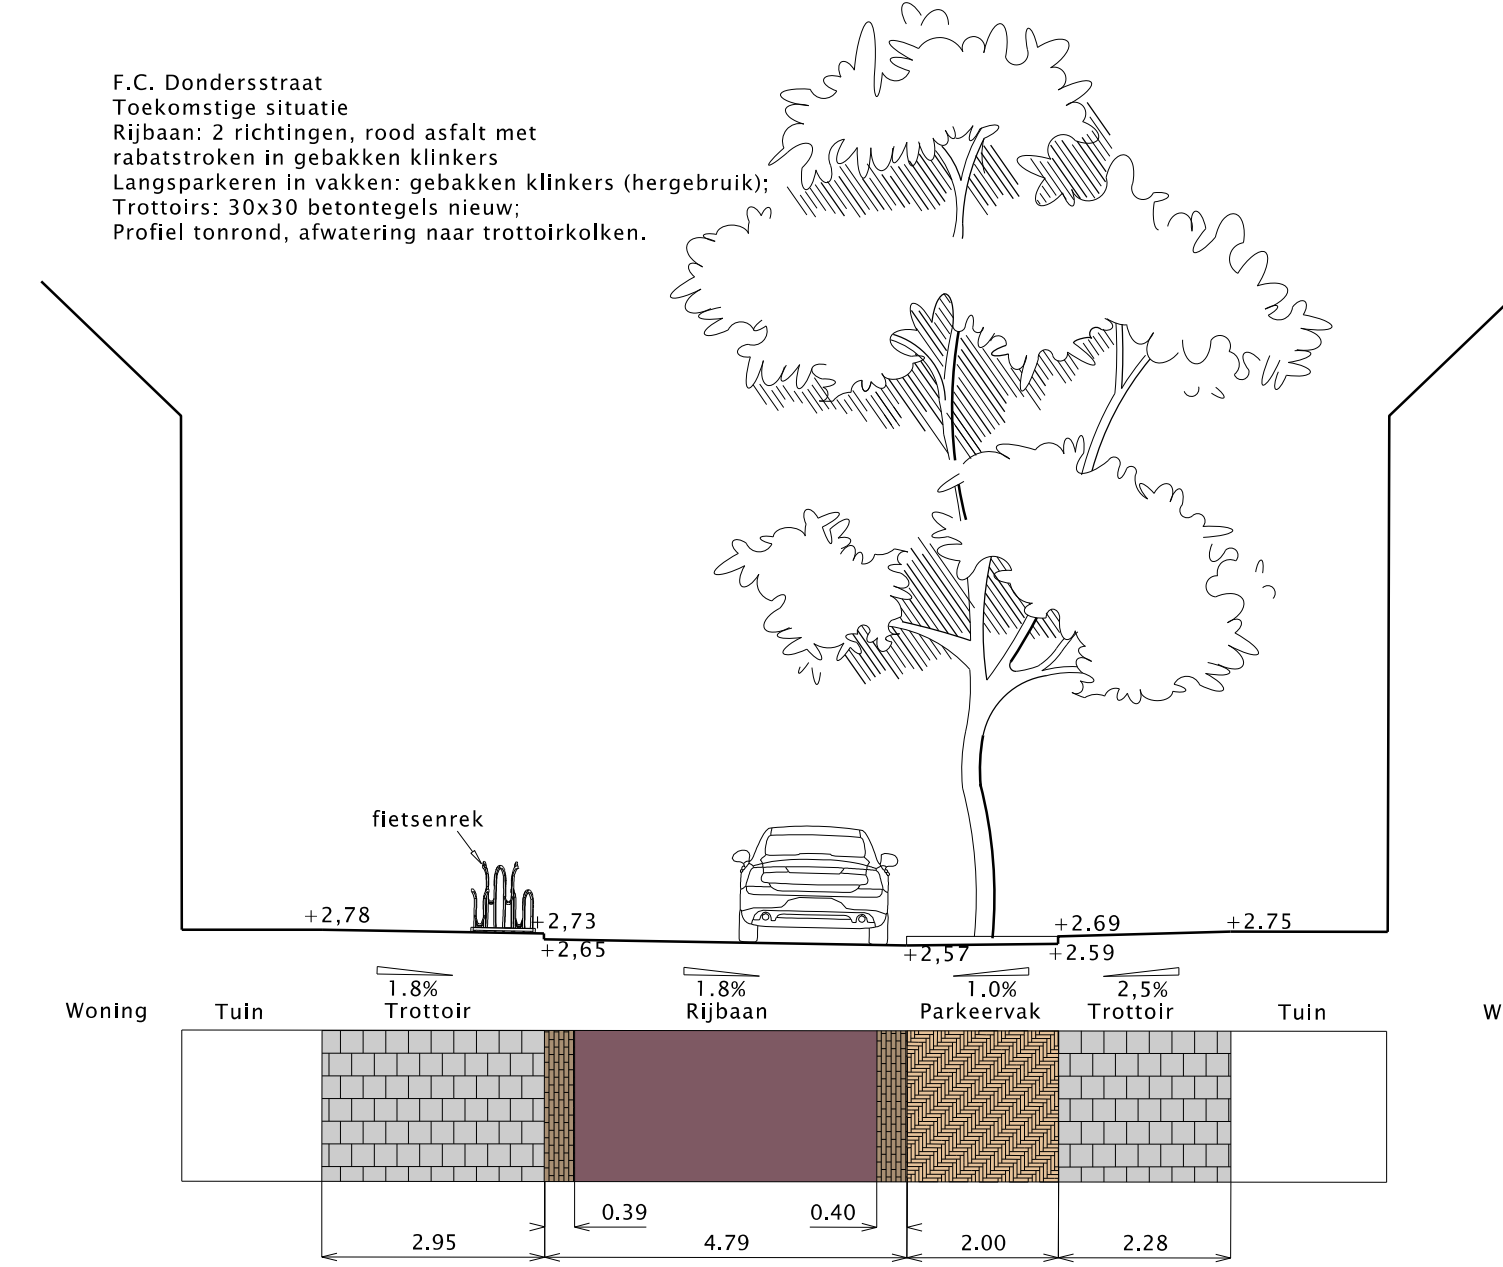 F.C. Dondersstraat
Toekomstige situatie
Rijbaan: 2 richtingen, rood asfalt met
rabatstroken in gebakken klinkers
Langsparkeren in vakken: gebakken klinkers (hergebruik);
Trottoirs: 30x30 betontegels nieuw;
Profiel tonrond, afwatering naar trottoirkolken.
fietsenrek
+2,78 +2,73 +2.69 +2.75
+2,65 +2,57 +2.59
1.8% 1.8% 1.0% 2,5%
Woning Tuin Trottoir Rijbaan Parkeervak Trottoir Tuin W
0.39 0.40
2.95 4.79 2.00 2.28